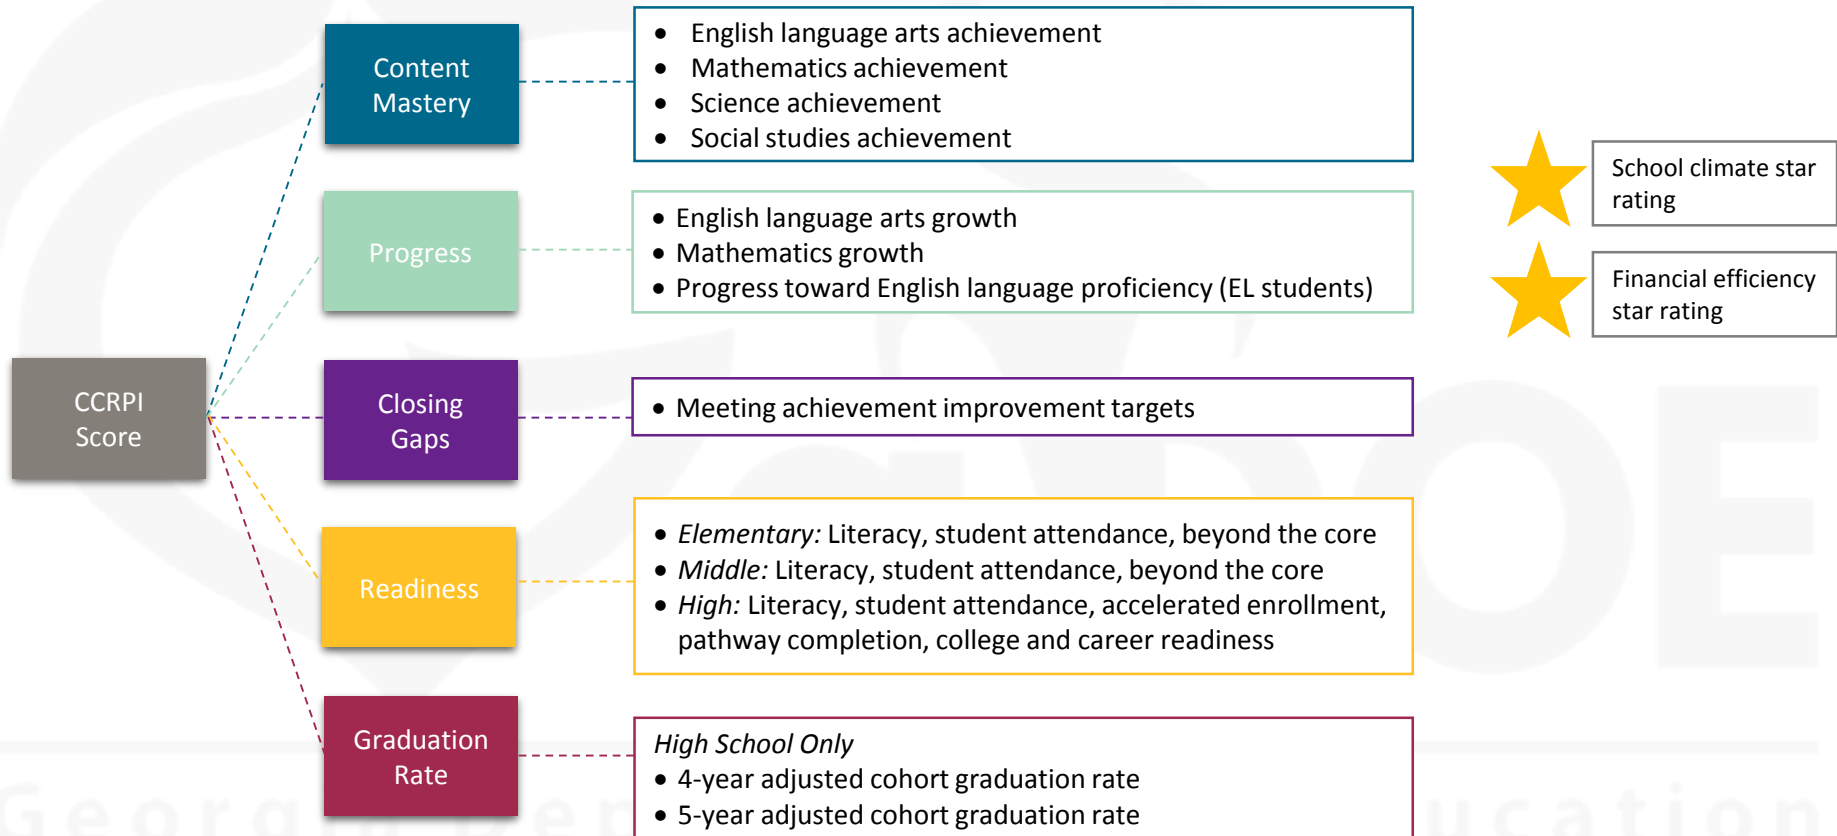 Content
Mastery
• English language arts achievement
• Mathematics achievement
• Science achievement
• Social studies achievement
Progress
• English language arts growth
• Mathematics growth
• Progress toward English language proficiency (EL students)
CCRPI
Score
Closing
Gaps
• Meeting achievement improvement targets
Readiness
• Elementary: Literacy, student attendance, beyond the core
• Middle: Literacy, student attendance, beyond the core
• High: Literacy, student attendance, accelerated enrollment,
pathway completion, college and career readiness
Graduation
Rate
High School Only
• 4-year adjusted cohort graduation rate
• 5-year adjusted cohort graduation rate
School climate star
rating
Financial efficiency
star rating